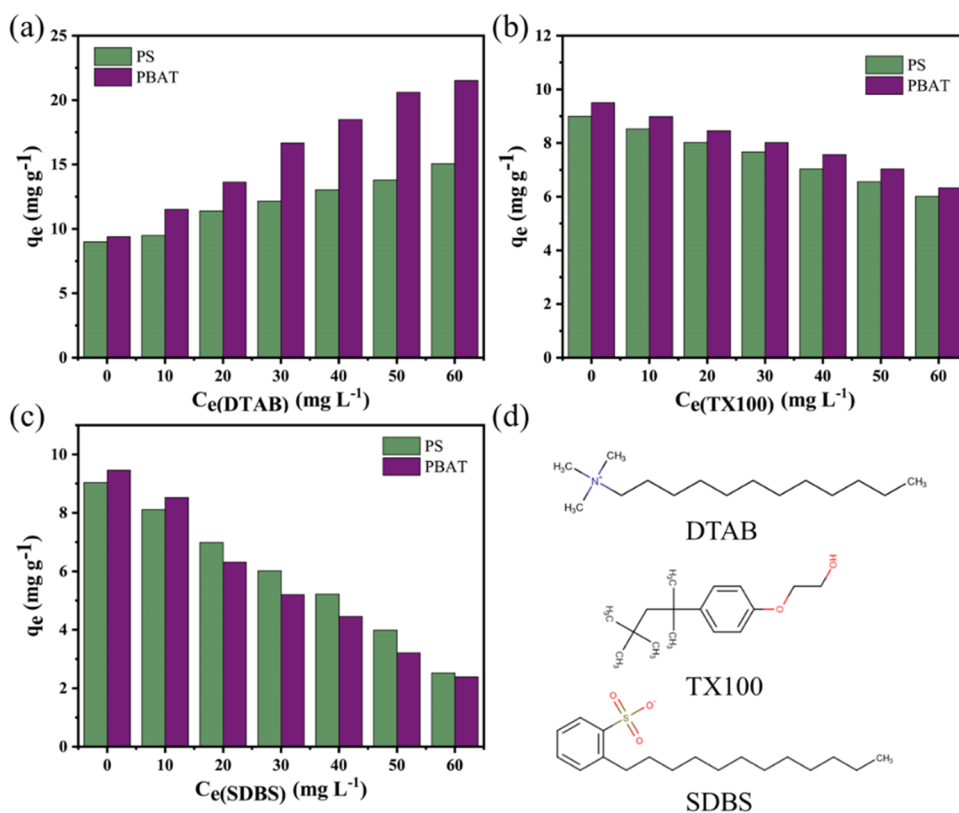 (a)
25
20
15
10
5
0
qe (mg g-1)
PS
PBAT
0 10 20 30 40 50 60
Ce(DTAB) (mg L-1)
(b)
12
10
8
6
4
2
0
qe (mg g-1)
PS
PBAT
0 10 20 30 40 50 60
Ce(TX100) (mg L-1)
(c)
10
8
6
4
2
0
qe (mg g-1)
PS
PBAT
0 10 20 30 40 50 60
Ce(SDBS) (mg L-1)
(d)
CH3
H3C
N+
CH3
CH3
DTAB
HO
H3C
O
H3C
CH3
CH3
CH3
TX100
O
O-
S
O
CH3
SDBS